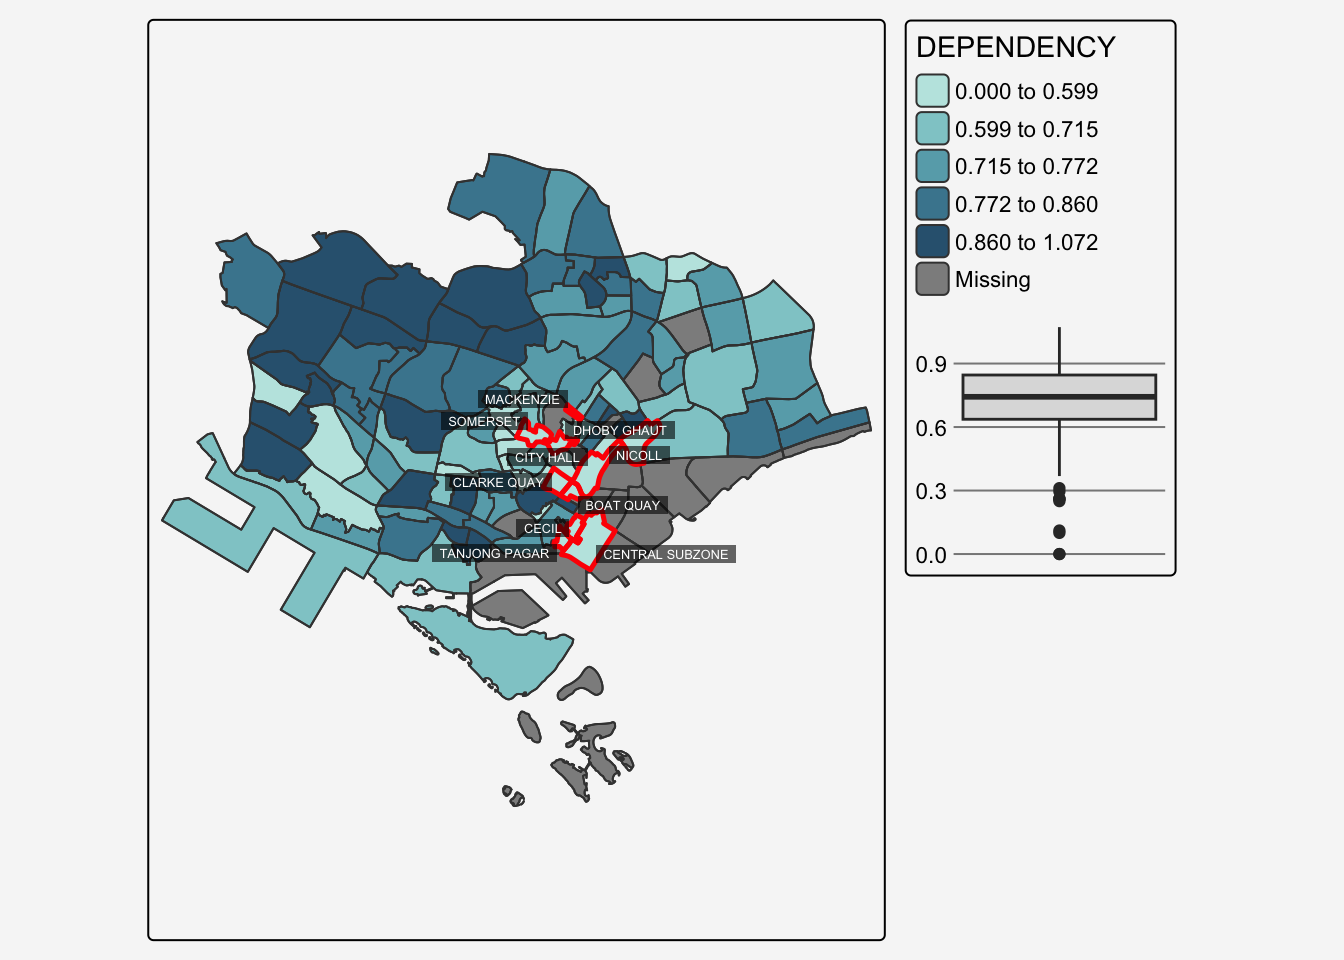 DEPENDENCY
0.000 to 0.599
0.599 to 0.715
0.715 to 0.772
0.772 to 0.860
0.860 to 1.072
Missing
0.9
0.6
0.3
0.0
MACKENZIE
SOMERSET
DHOBY GHAUT
CITY HALL
NICOLL
CLARKE QUAY
BOAT QUAY
CECIL
TANJONG PAGAR
CENTRAL SUBZONE